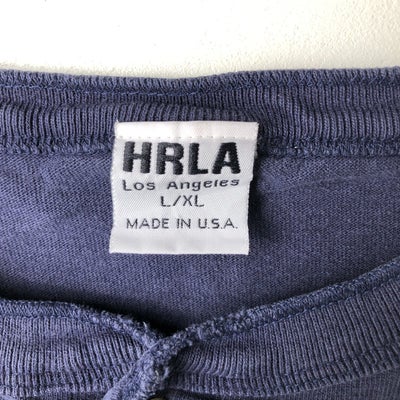 HRLA
Los Angeles
L/XL
MADE IN U.S.A.